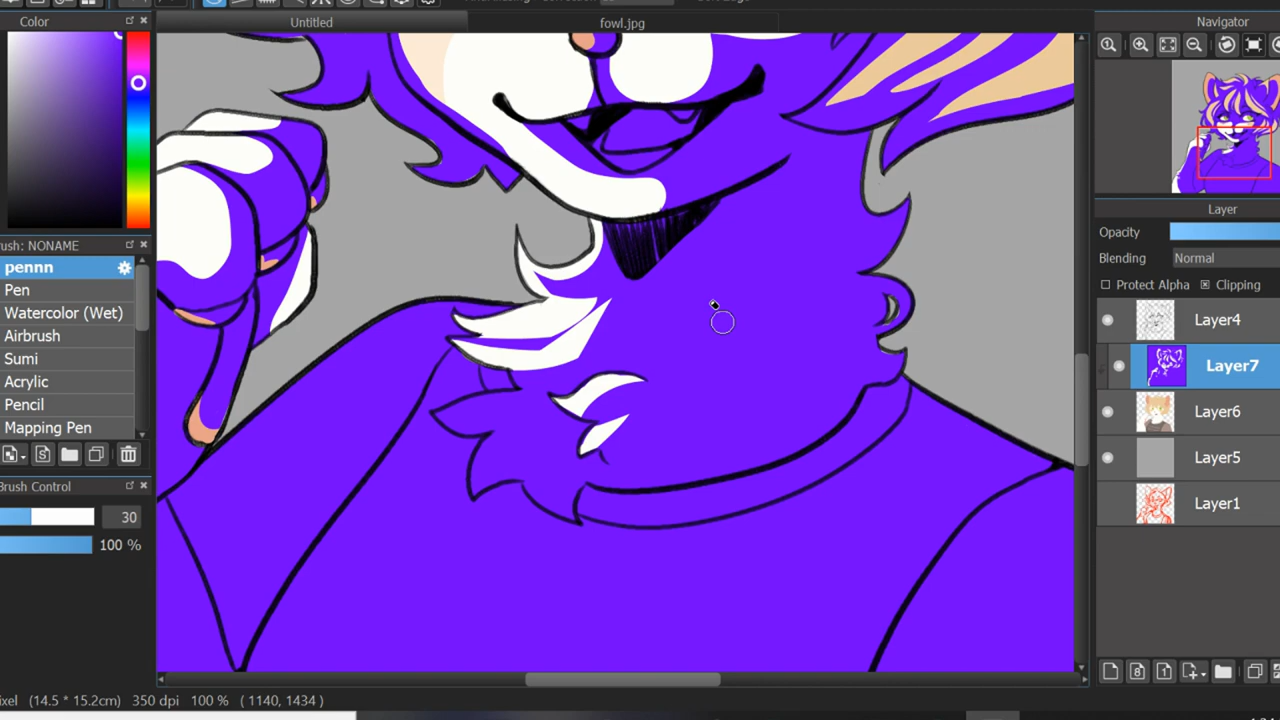 Color
Untitled
fowl.jpg
Navigator
rush: NONAME
pennn
Pen
Watercolor (Wet)
Airbrush
Sumi
Acrylic
Pencil
Mapping Pen
Brush Control
30
100 %
Layer
Opacity
Blending Normal
Protect Alpha Clipping
Layer4
Layer7
Layer6
Layer5
Layer1
ixel (14.5 * 15.2cm) 350 dpi 100 % ( 1140, 1434 )